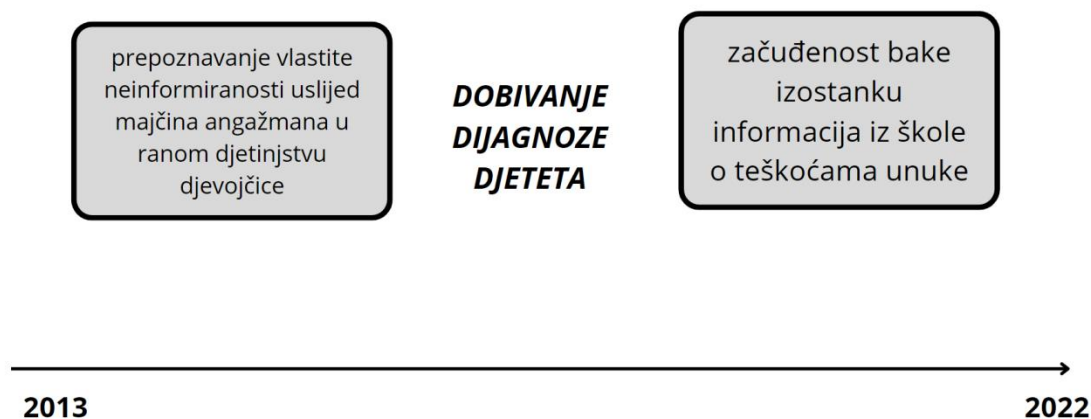 prepoznavanje vlastite
neinformiranosti uslijed
majčina angažmana u
ranom djetinjstvu
djevojčice
DOBIVANJE
DIJAGNOZE
DJETETA
začuđenost bake
izostanku
informacija iz škole
o teškoćama unuke
2013
2022